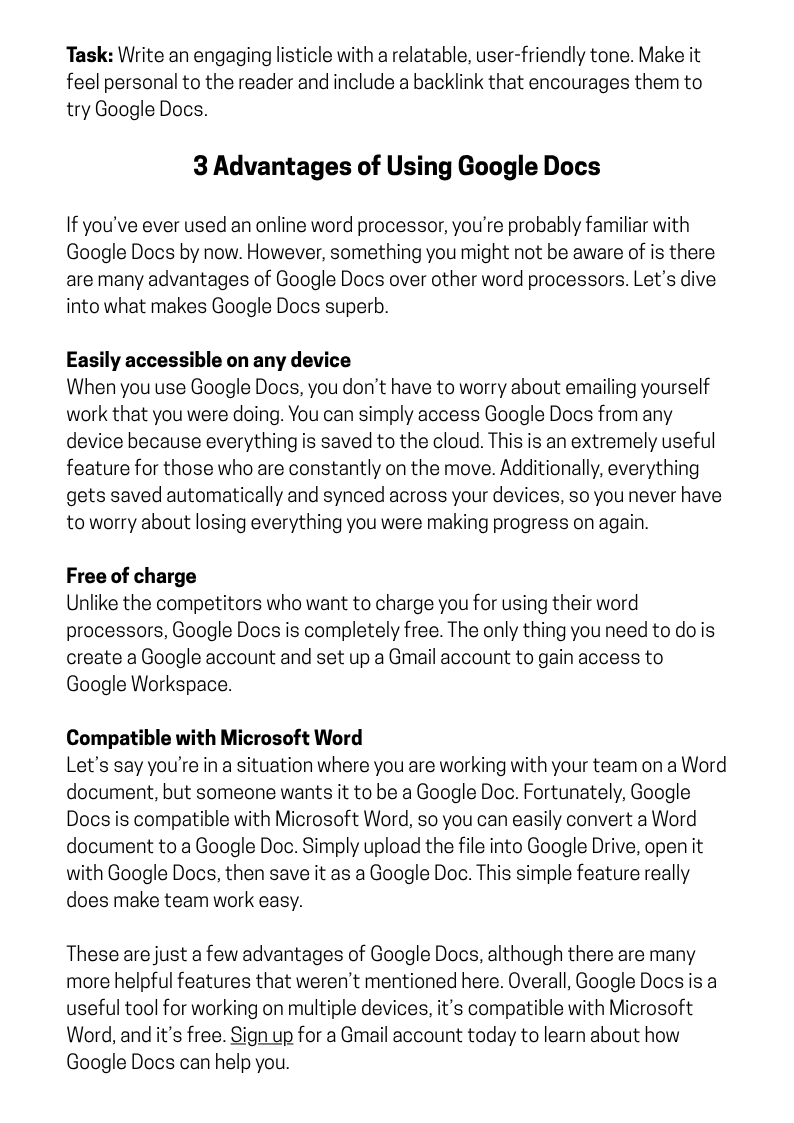 Task: Write an engaging listicle with a relatable, user-friendly tone. Make it
feel personal to the reader and include a backlink that encourages them to
try Google Docs.
3 Advantages of Using Google Docs
If you’ve ever used an online word processor, you’re probably familiar with
Google Docs by now. However, something you might not be aware of is there
are many advantages of Google Docs over other word processors. Let’s dive
into what makes Google Docs superb.
Easily accessible on any device
When you use Google Docs, you don’t have to worry about emailing yourself
work that you were doing. You can simply access Google Docs from any
device because everything is saved to the cloud. This is an extremely useful
feature for those who are constantly on the move. Additionally, everything
gets saved automatically and synced across your devices, so you never have
to worry about losing everything you were making progress on again.
Free of charge
Unlike the competitors who want to charge you for using their word
processors, Google Docs is completely free. The only thing you need to do is
create a Google account and set up a Gmail account to gain access to
Google Workspace.
Compatible with Microsoft Word
Let’s say you’re in a situation where you are working with your team on a Word
document, but someone wants it to be a Google Doc. Fortunately, Google
Docs is compatible with Microsoft Word, so you can easily convert a Word
document to a Google Doc. Simply upload the file into Google Drive, open it
with Google Docs, then save it as a Google Doc. This simple feature really
does make team work easy.
These are just a few advantages of Google Docs, although there are many
more helpful features that weren’t mentioned here. Overall, Google Docs is a
useful tool for working on multiple devices, it’s compatible with Microsoft
Word, and it’s free. Sign up for a Gmail account today to learn about how
Google Docs can help you.